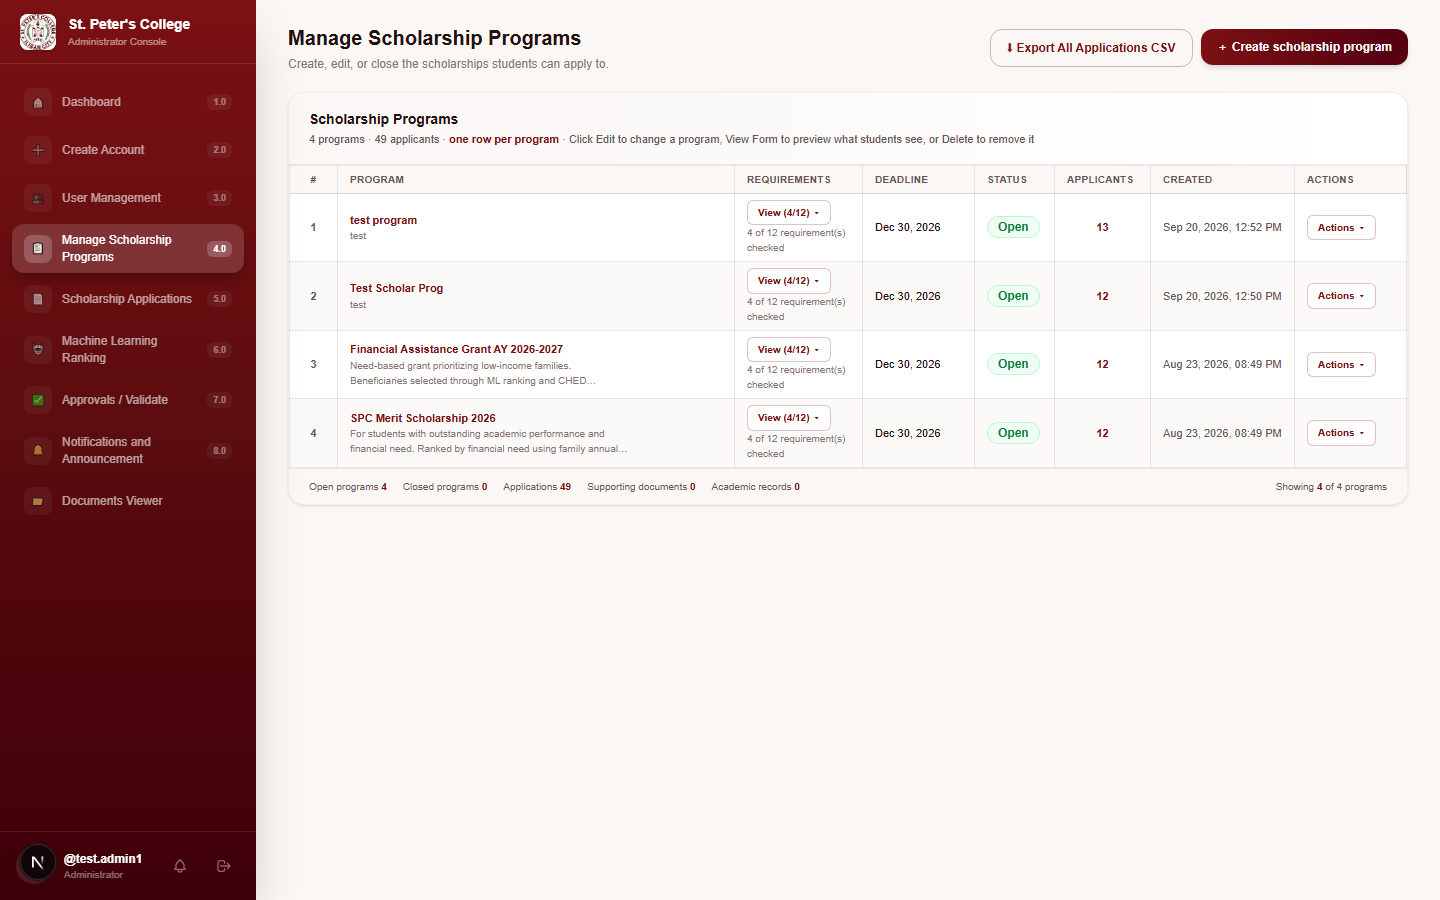 St. Peter's College
Administrator Console
Dashboard 1.0
Create Account 2.0
User Management 3.0
Manage Scholarship
Programs 4.0
Scholarship Applications 5.0
Machine Learning
Ranking 6.0
Approvals / Validate 7.0
Notifications and
Announcement 8.0
Documents Viewer
N
@test.admin1
Administrator
Manage Scholarship Programs
Create, edit, or close the scholarships students can apply to.
Export All Applications CSV
+ Create scholarship program
Scholarship Programs
4 programs · 49 applicants · one row per program · Click Edit to change a program, View Form to preview what students see, or Delete to remove it
# PROGRAM REQUIREMENTS DEADLINE STATUS APPLICANTS CREATED ACTIONS
1 test program
test
View (4/12)
4 of 12 requirement(s)
checked
Dec 30, 2026 Open 13 Sep 20, 2026, 12:52 PM Actions
2 Test Scholar Prog
test
View (4/12)
4 of 12 requirement(s)
checked
Dec 30, 2026 Open 12 Sep 20, 2026, 12:50 PM Actions
3 Financial Assistance Grant AY 2026-2027
Need-based grant prioritizing low-income families.
Beneficiaries selected through ML ranking and CHED...
View (4/12)
4 of 12 requirement(s)
checked
Dec 30, 2026 Open 12 Aug 23, 2026, 08:49 PM Actions
4 SPC Merit Scholarship 2026
For students with outstanding academic performance and
financial need. Ranked by financial need using family annual...
View (4/12)
4 of 12 requirement(s)
checked
Dec 30, 2026 Open 12 Aug 23, 2026, 08:49 PM Actions
Open programs 4 Closed programs 0 Applications 49 Supporting documents 0 Academic records 0 Showing 4 of 4 programs